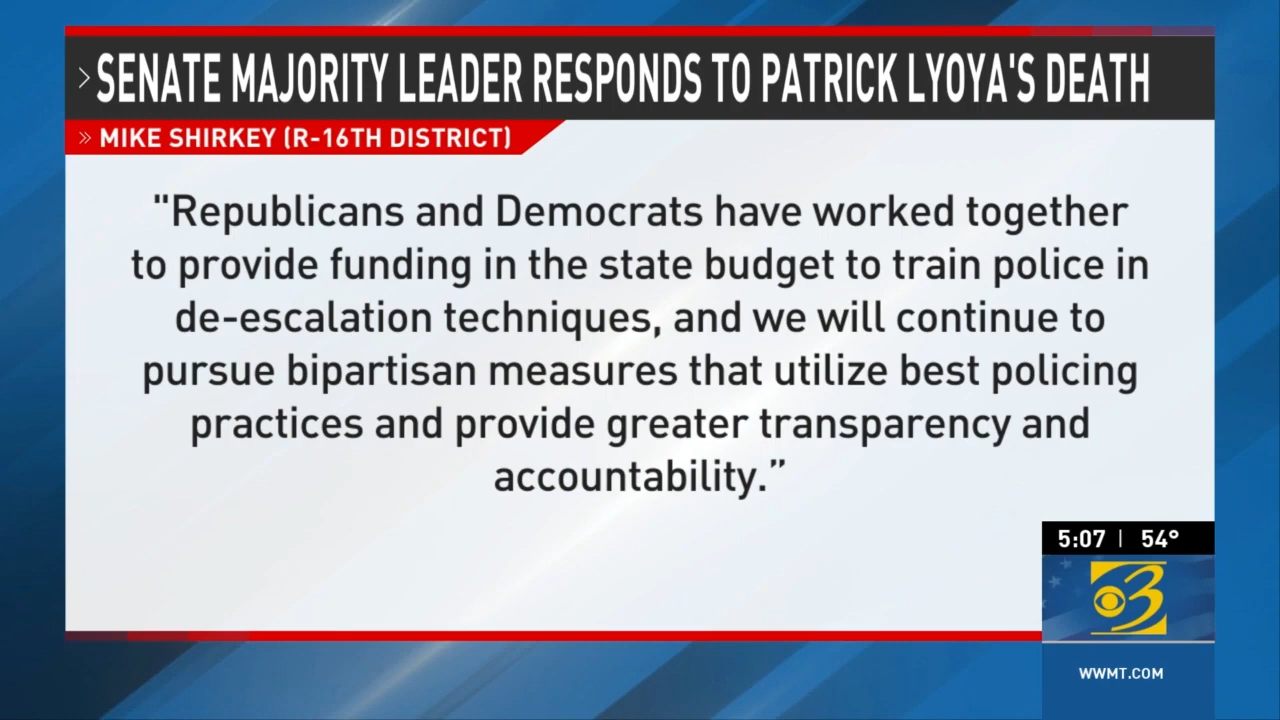 > SENATE MAJORITY LEADER RESPONDS TO PATRICK LYOYA'S DEATH
» MIKE SHIRKEY (R-16TH DISTRICT)
"Republicans and Democrats have worked together
to provide funding in the state budget to train police in
de-escalation techniques, and we will continue to
pursue bipartisan measures that utilize best policing
practices and provide greater transparency and
accountability.”
5:07 | 54°
3
WWMT.COM